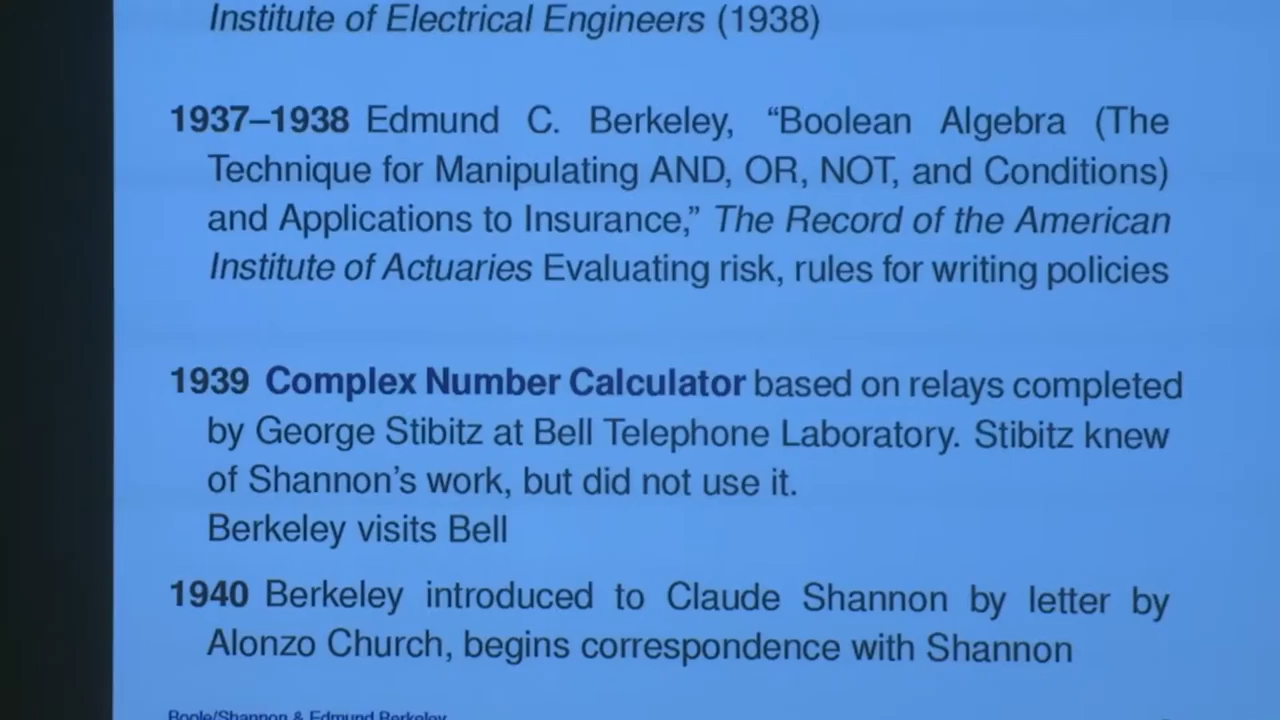 Institute of Electrical Engineers (1938)
1937–1938 Edmund C. Berkeley, “Boolean Algebra (The
Technique for Manipulating AND, OR, NOT, and Conditions)
and Applications to Insurance,” The Record of the American
Institute of Actuaries Evaluating risk, rules for writing policies
1939 Complex Number Calculator based on relays completed
by George Stibitz at Bell Telephone Laboratory. Stibitz knew
of Shannon’s work, but did not use it.
Berkeley visits Bell
1940 Berkeley introduced to Claude Shannon by letter by
Alonzo Church, begins correspondence with Shannon
Boole/Shannon & Edmund Berkeley